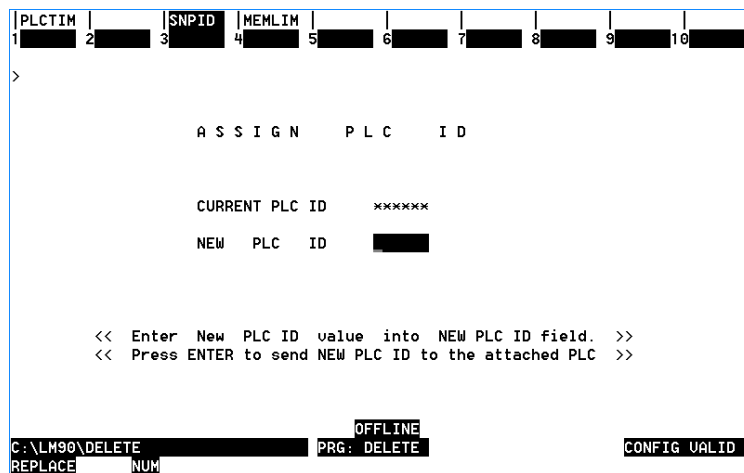 PLCTIM SNPID MEMLIM
1 2 3 4 5 6 7 8 9 10
>
A S S I G N   P L C   I D
CURRENT PLC ID ******
NEW PLC ID
<< Enter New PLC ID value into NEW PLC ID field. >>
<< Press ENTER to send NEW PLC ID to the attached PLC >>
OFFLINE
C:\LM90\DELETE PRG: DELETE CONFIG VALID
REPLACE NUM